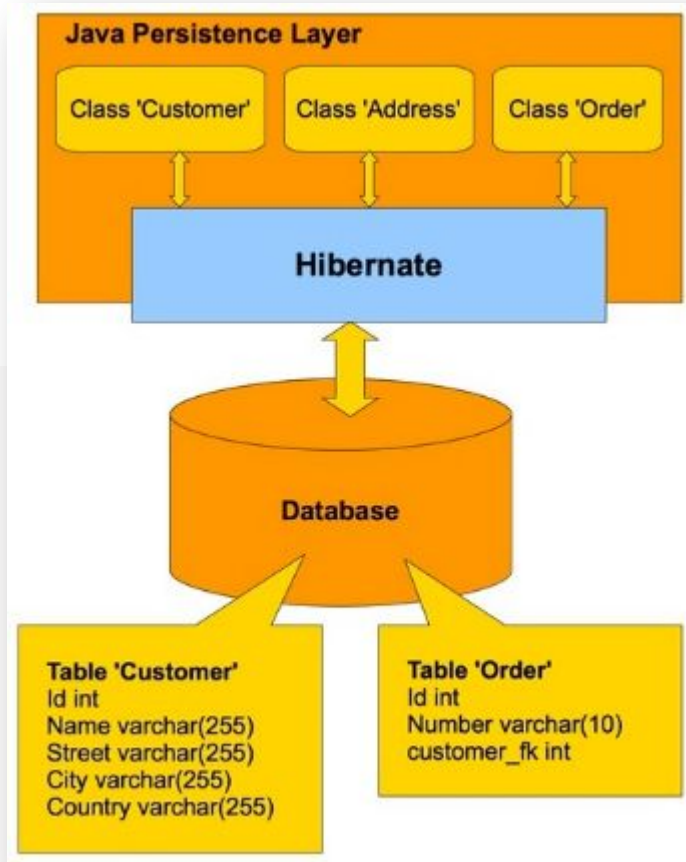 Java Persistence Layer
Class 'Customer'
Class 'Address'
Class 'Order'
Hibernate
Database
Table 'Customer'
Id int
Name varchar(255)
Street varchar(255)
City varchar(255)
Country varchar(255)
Table 'Order'
Id int
Number varchar(10)
customer_fk int